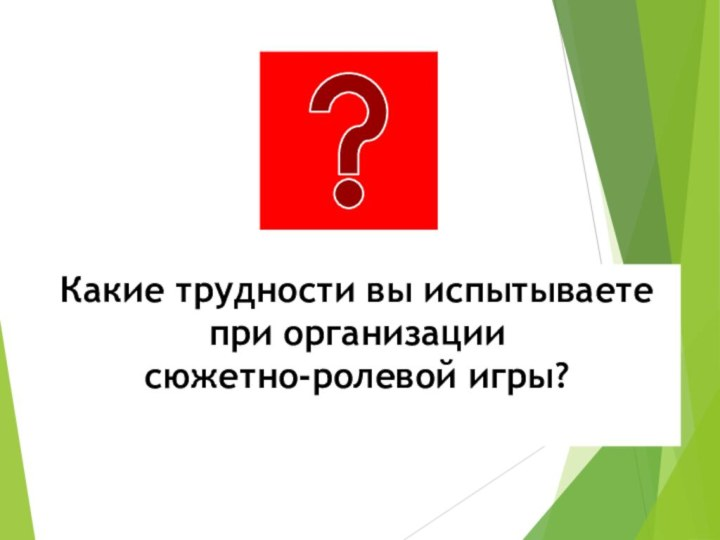 ?
Какие трудности вы испытываете
при организации
сюжетно-ролевой игры?